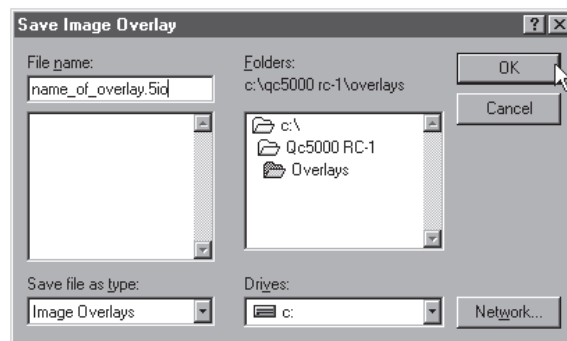 Save Image Overlay
File name:
name_of_overlay.5io
Folders:
c:\qc5000 rc-1\overlays
OK
Cancel
c:\
Qc5000 RC-1
Overlays
Save file as type:
Image Overlays
Drives:
c:
Network...